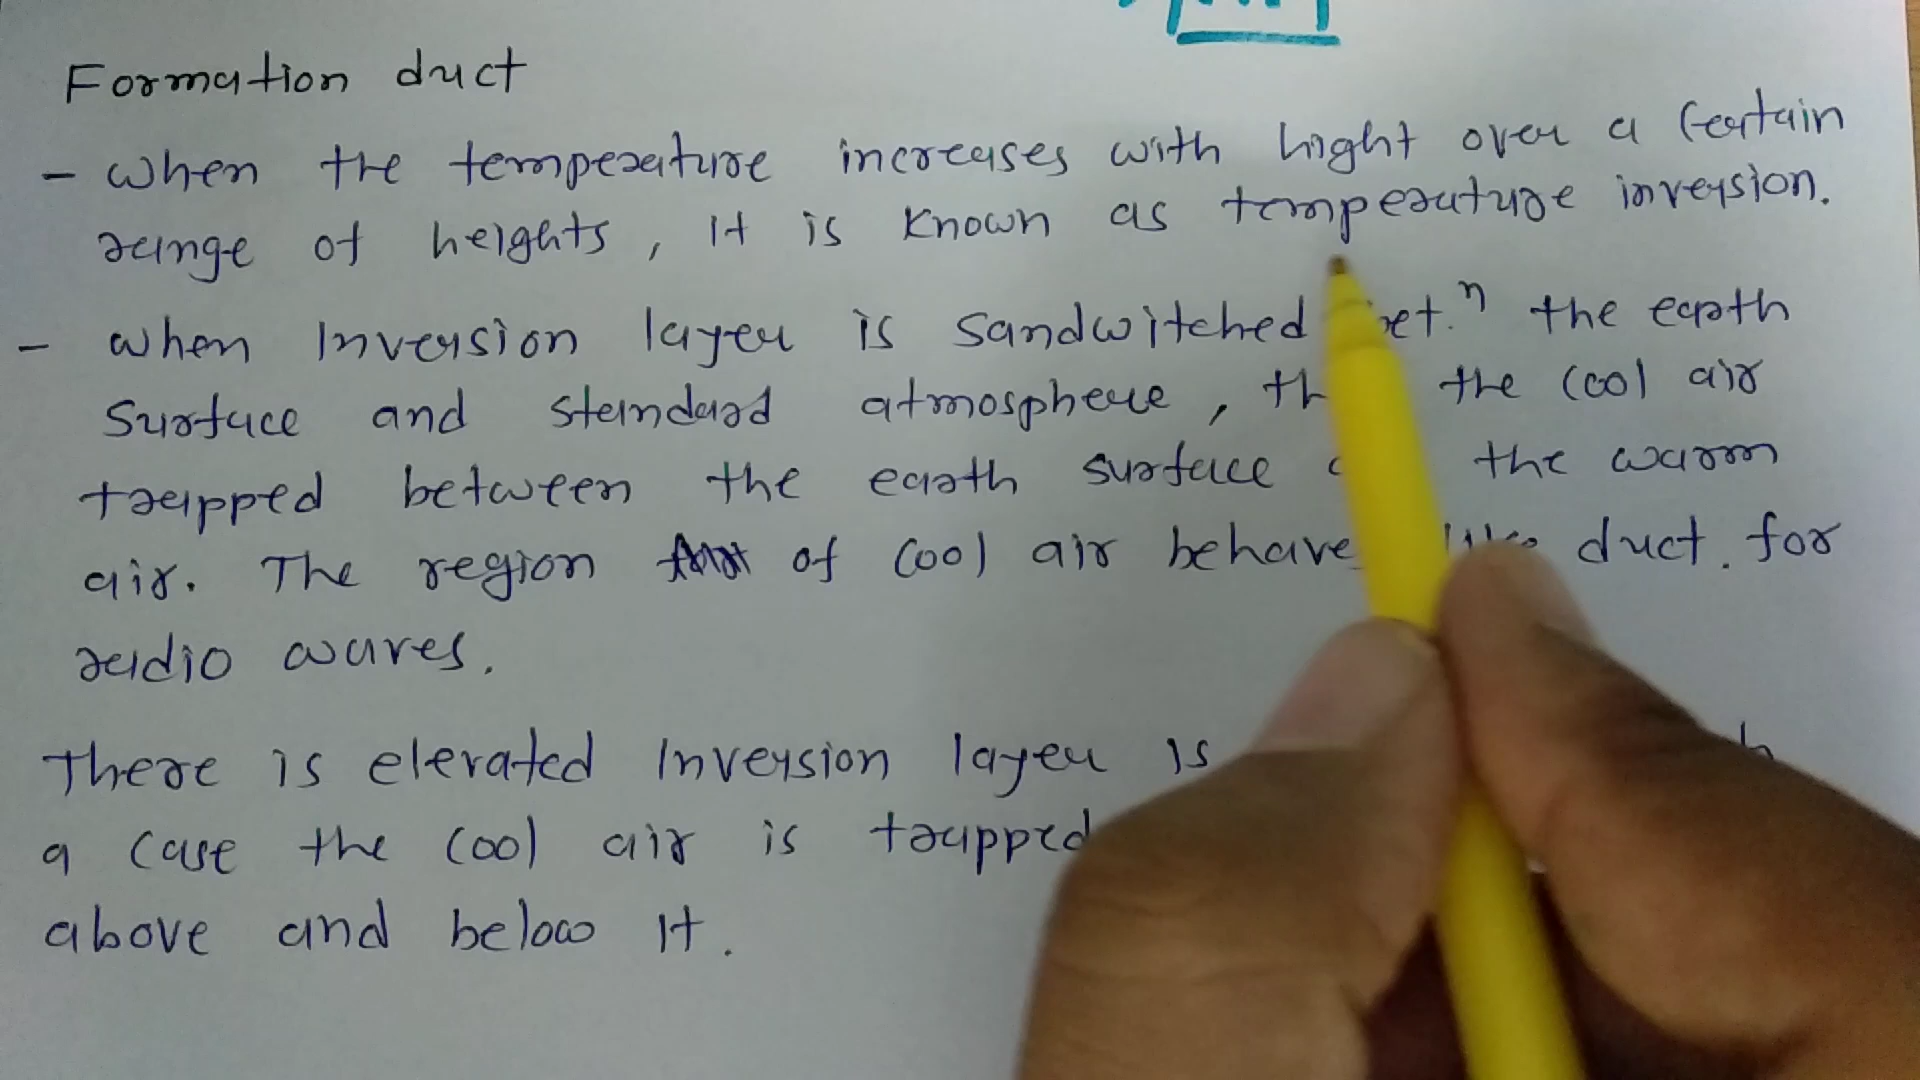 Formation duct
- when the temperature increases with hight over a certain
range of heights, it is known as temperature inversion.
- when Inversion layer is sandwitched bet.n the earth
surface and standard atmosphere, the cool air
trapped between the earth surface the warm
air. The region of cool air behave like duct. for
radio waves.
There is elevated Inversion layer is
a case the cool air is trapped
above and below it.